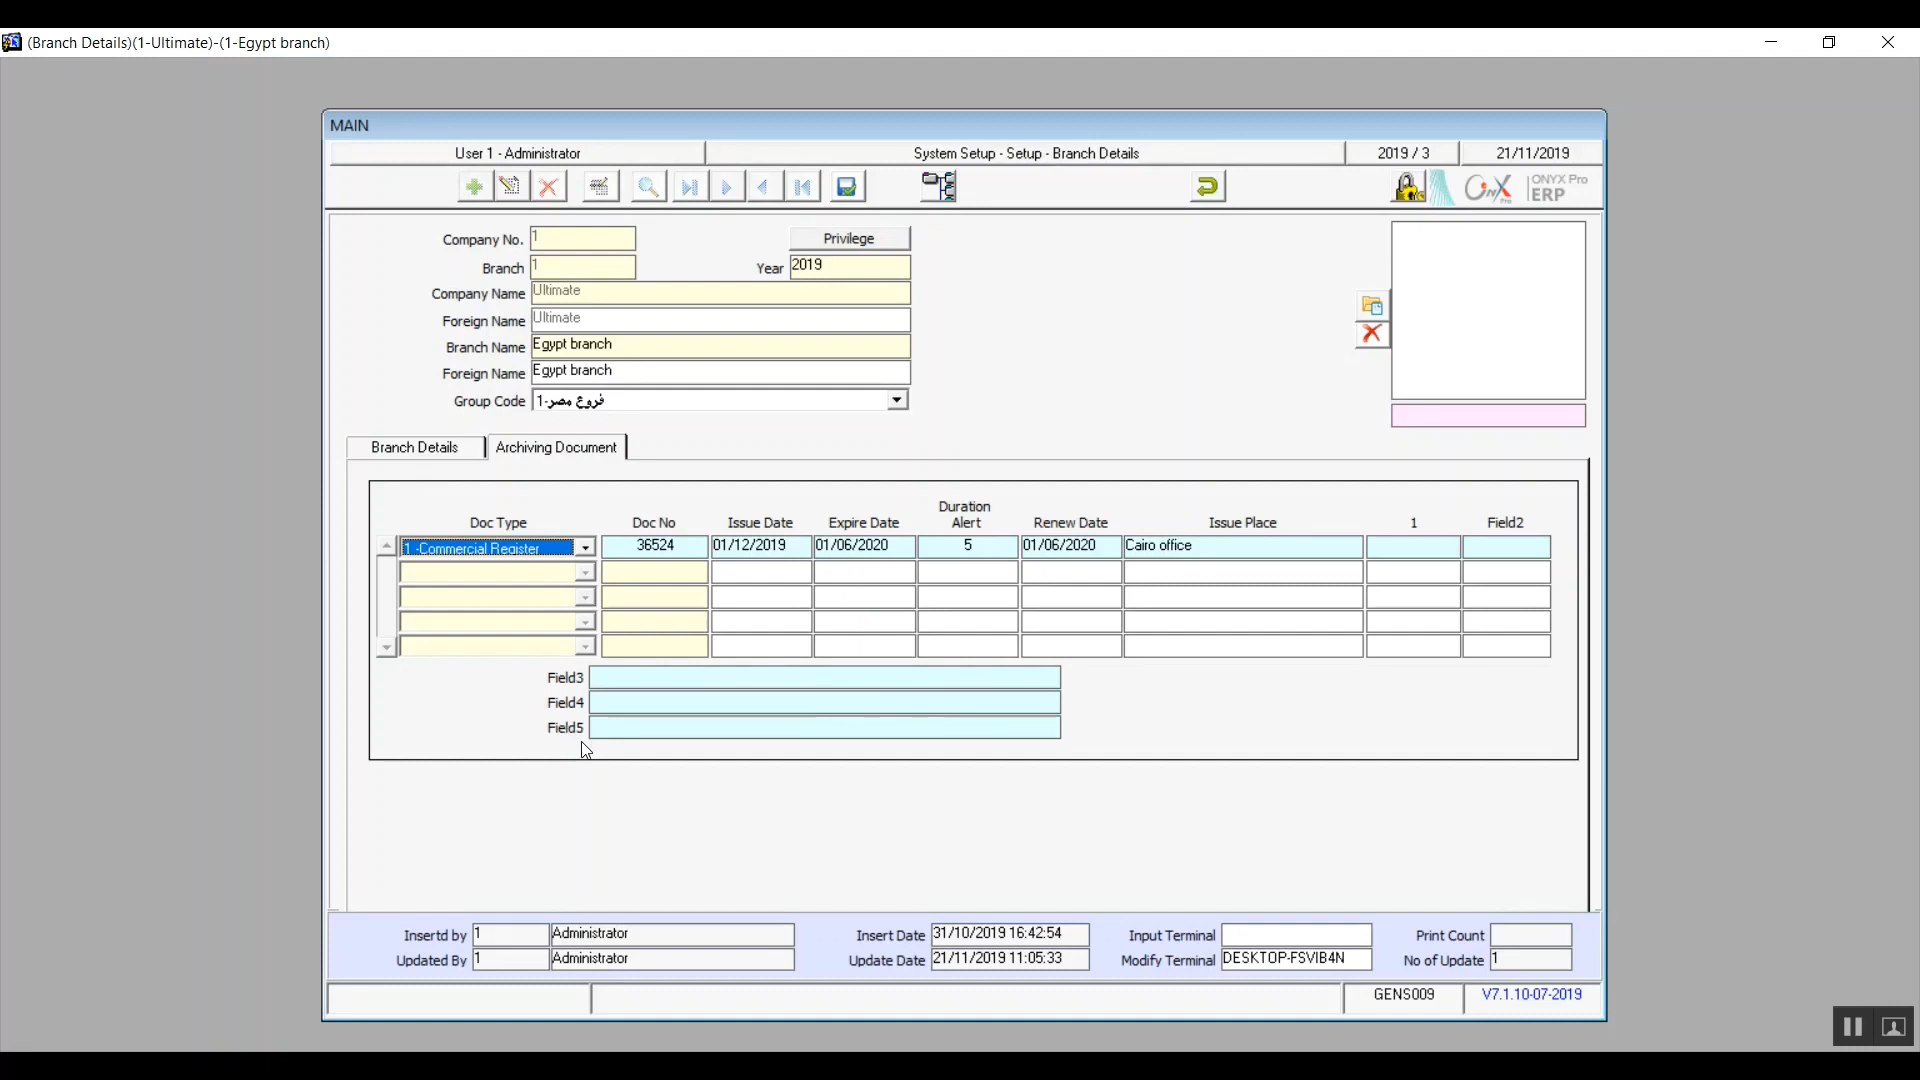 (Branch Details)(1-Ultimate)-(1-Egypt branch)
MAIN
User 1 - Administrator System Setup - Setup - Branch Details 2019 / 3 21/11/2019
Onyx Pro ONYX Pro ERP
Company No. 1 Privilege
Branch 1 Year 2019
Company Name Ultimate
Foreign Name Ultimate
Branch Name Egypt branch
Foreign Name Egypt branch
Group Code 1-فروع مصر
Branch Details Archiving Document
Doc Type Doc No Issue Date Expire Date Duration Alert Renew Date Issue Place 1 Field2
1 -Commercial Register 36524 01/12/2019 01/06/2020 5 01/06/2020 Cairo office
Field3
Field4
Field5
Insertd by 1 Administrator Insert Date 31/10/2019 16:42:54 Input Terminal Print Count
Updated By 1 Administrator Update Date 21/11/2019 11:05:33 Modify Terminal DESKTOP-FSVIB4N No of Update 1
GENS009 V7.1.10-07-2019